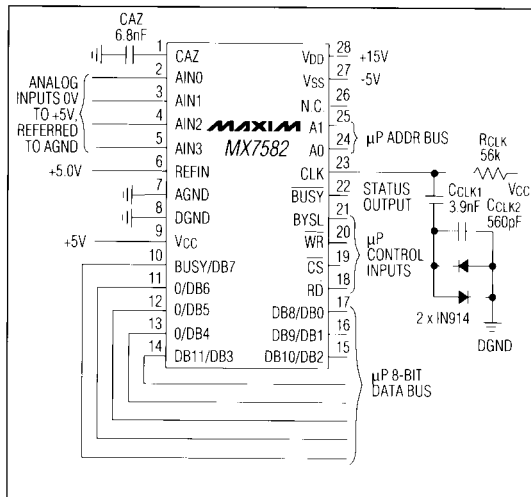 CAZ
6.8nF
ANALOG
INPUTS 0V
TO +5V,
REFERRED
TO AGND
+5.0V
+5V
1 CAZ
2 AIN0
3 AIN1
4 AIN2
5 AIN3
6 REFIN
7 AGND
8 DGND
9 VCC
10 BUSY/DB7
11 0/DB6
12 0/DB5
13 0/DB4
14 DB11/DB3
MAXIM
MX7582
VDD 28 +15V
VSS 27 -5V
N.C. 26
A1 25
A0 24
µP ADDR BUS
CLK 23
BUSY 22
STATUS
OUTPUT
BYSL 21
WR 20
CS 19
RD 18
µP
CONTROL
INPUTS
DB8/DB0 17
DB9/DB1 16
DB10/DB2 15
µP 8-BIT
DATA BUS
RCLK
56k
VCC
CCLK1
3.9nF
CCLK2
560pF
2 x IN914
DGND